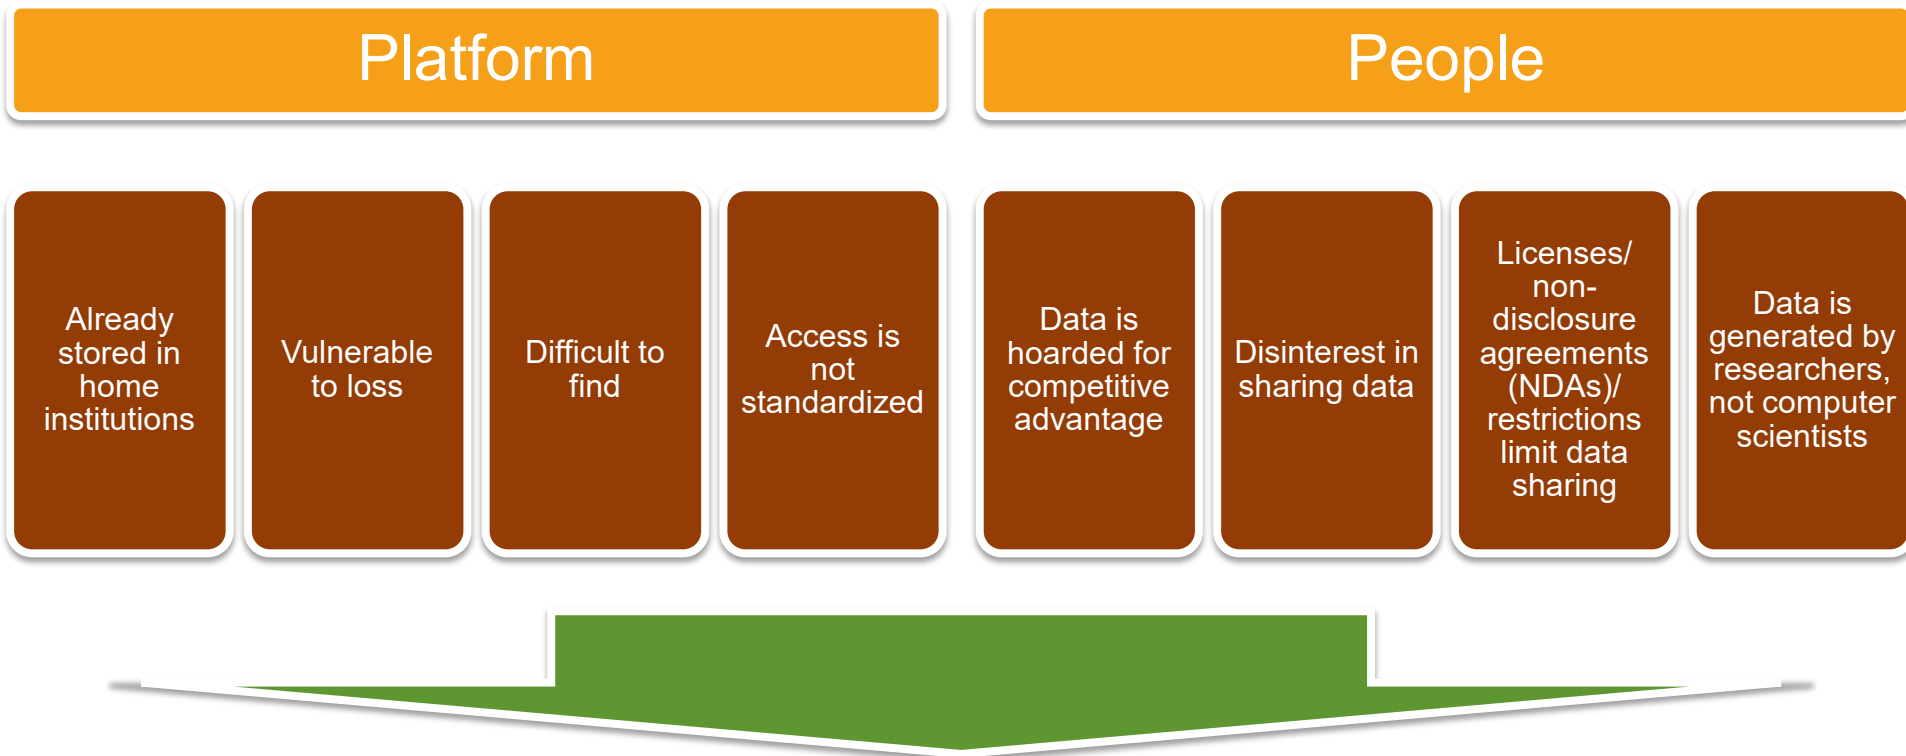 Platform
People
Already
stored in
home
institutions
Vulnerable
to loss
Difficult to
find
Access is
not
standardized
Data is
hoarded for
competitive
advantage
Disinterest in
sharing data
Licenses/
non-
disclosure
agreements
(NDAs)/
restrictions
limit data
sharing
Data is
generated by
researchers,
not computer
scientists